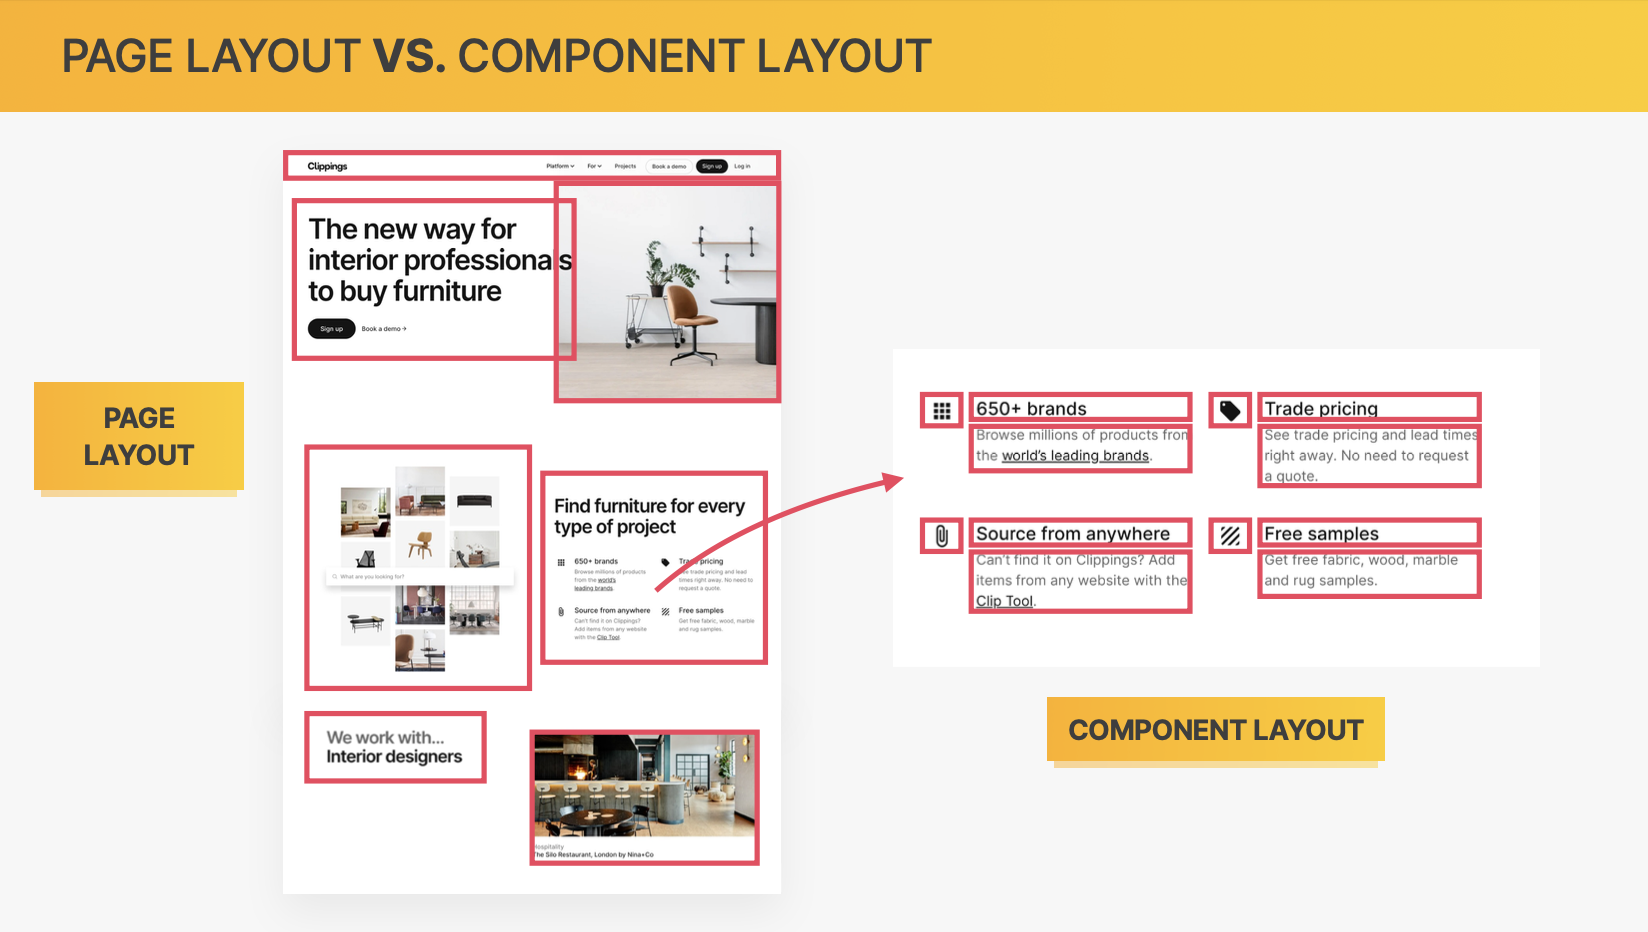 PAGE LAYOUT VS. COMPONENT LAYOUT
Clippings
Platform
For
Projects
Book a demo
Sign up
Log in
The new way for
interior professionals
to buy furniture
Sign up
Book a demo →
PAGE
LAYOUT
What are you looking for?
Find furniture for every
type of project
650+ brands
Browse millions of products
from the world's
leading brands.
Trade pricing
See trade pricing and lead
times right away. No need to
request a quote.
Source from anywhere
Can't find it on Clippings?
Add items from any website
with the Clip Tool.
Free samples
Get free fabric, wood, marble
and rug samples.
We work with...
Interior designers
Hospitality
The Silo Restaurant, London by Nina+Co
650+ brands
Browse millions of products from
the world's leading brands.
Trade pricing
See trade pricing and lead times
right away. No need to request
a quote.
Source from anywhere
Can't find it on Clippings? Add
items from any website with the
Clip Tool.
Free samples
Get free fabric, wood, marble
and rug samples.
COMPONENT LAYOUT